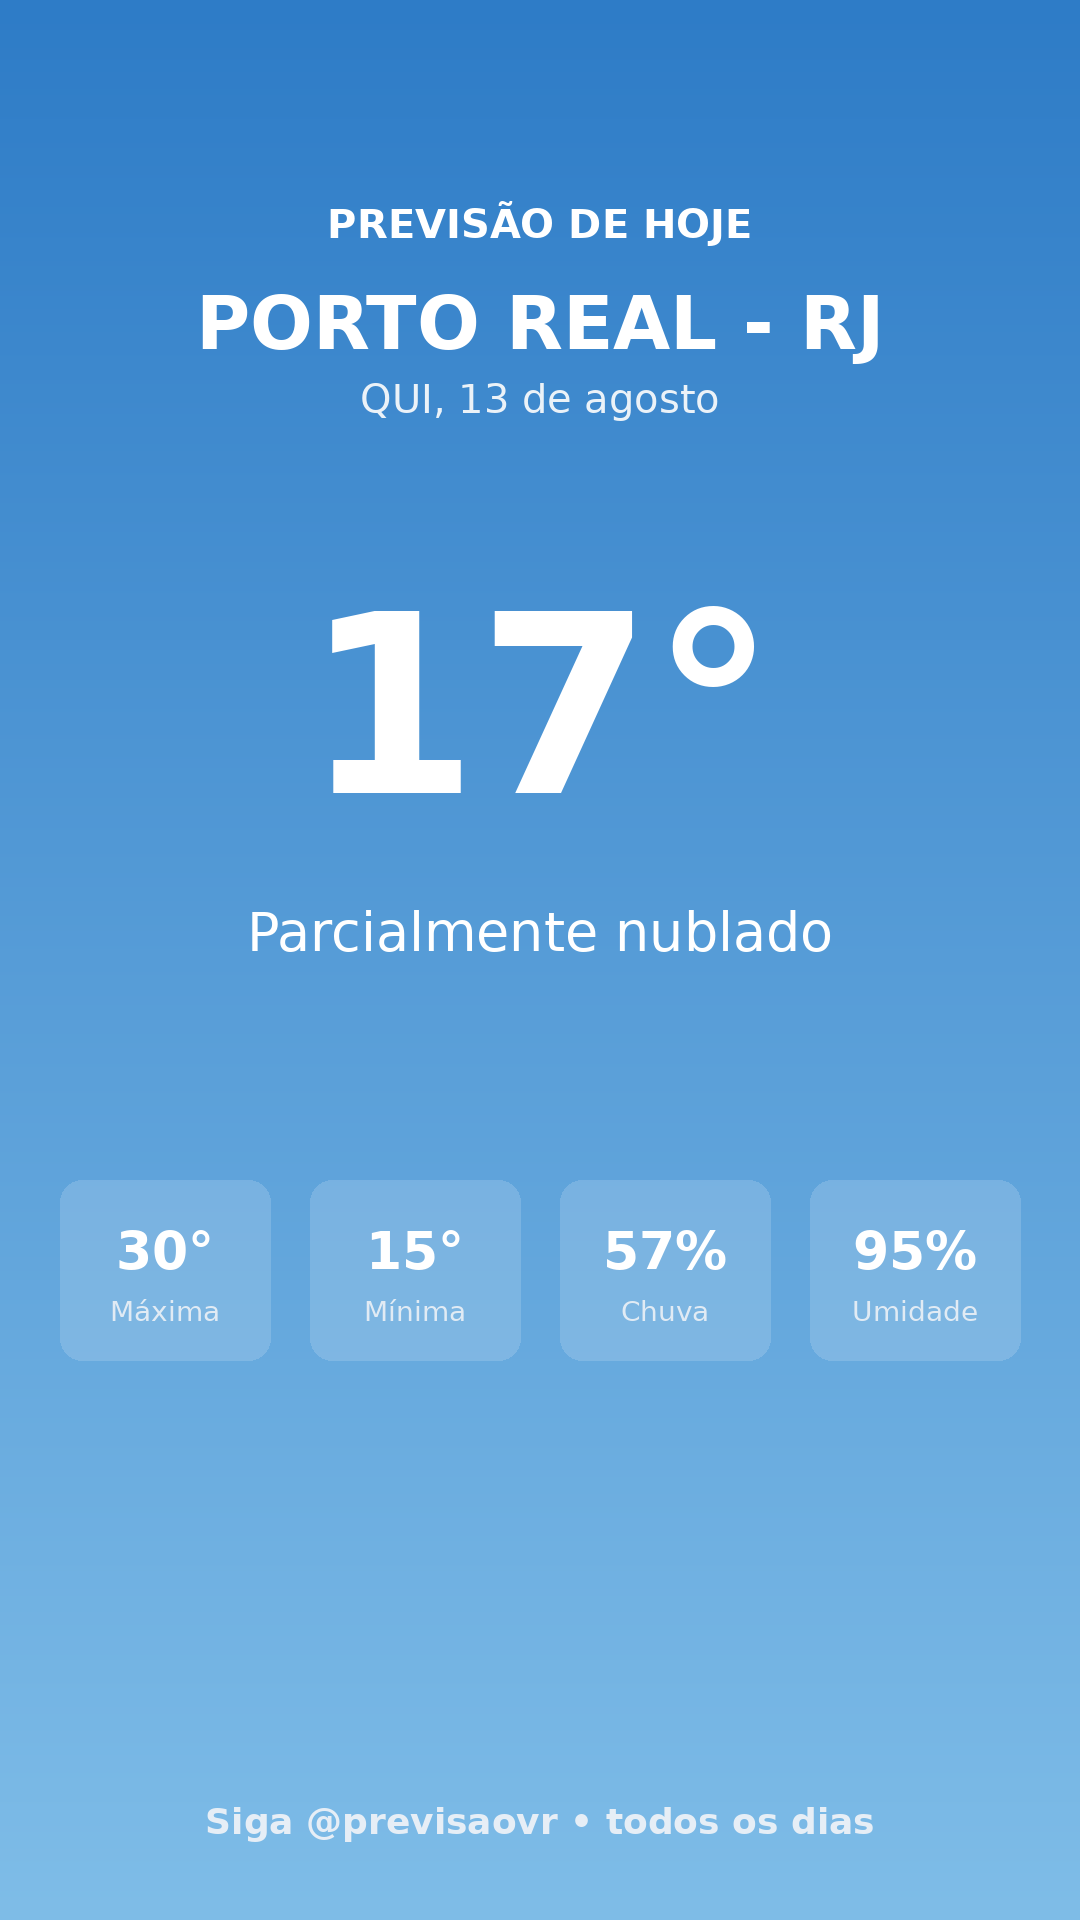 PREVISÃO DE HOJE
PORTO REAL - RJ
QUI, 13 de agosto
17°
Parcialmente nublado
30° 15° 57% 95%
Máxima Mínima Chuva Umidade
Siga @previsaovr • todos os dias